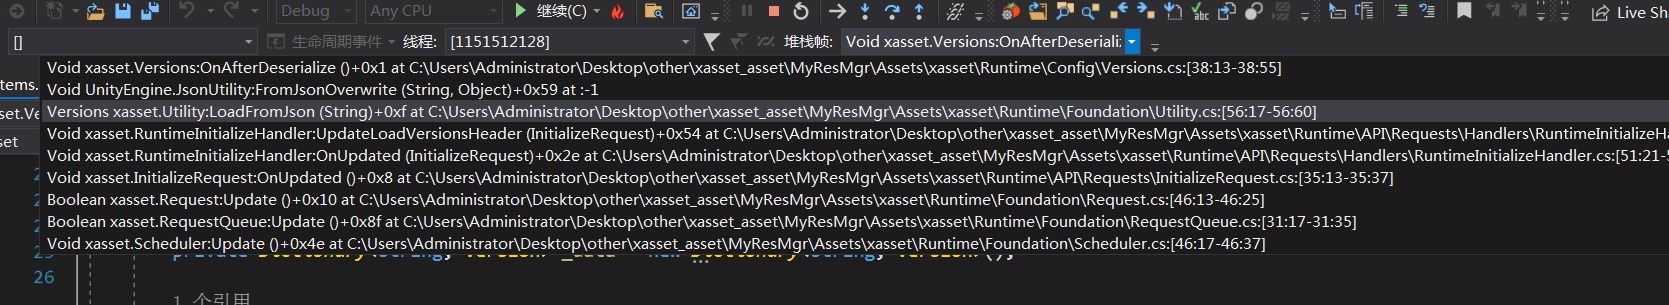 Debug Any CPU 继续(C) Live Sh
[] 生命周期事件 线程: [1151512128] 堆栈帧: Void xasset.Versions:OnAfterDeseriali:
Void xasset.Versions:OnAfterDeserialize ()+0x1 at C:\Users\Administrator\Desktop\other\xasset_asset\MyResMgr\Assets\xasset\Runtime\Config\Versions.cs:[38:13-38:55]
tems.
Void UnityEngine.JsonUtility:FromJsonOverwrite (String, Object)+0x59 at :-1
set.Ve
Versions xasset.Utility:LoadFromJson (String)+0xf at C:\Users\Administrator\Desktop\other\xasset_asset\MyResMgr\Assets\xasset\Runtime\Foundation\Utility.cs:[56:17-56:60]
set
Void xasset.RuntimeInitializeHandler:UpdateLoadVersionsHeader (InitializeRequest)+0x54 at C:\Users\Administrator\Desktop\other\xasset_asset\MyResMgr\Assets\xasset\Runtime\API\Requests\Handlers\RuntimeInitializeHa
Void xasset.RuntimeInitializeHandler:OnUpdated (InitializeRequest)+0x2e at C:\Users\Administrator\Desktop\other\xasset_asset\MyResMgr\Assets\xasset\Runtime\API\Requests\Handlers\RuntimeInitializeHandler.cs:[51:21-5
Void xasset.InitializeRequest:OnUpdated ()+0x8 at C:\Users\Administrator\Desktop\other\xasset_asset\MyResMgr\Assets\xasset\Runtime\API\Requests\InitializeRequest.cs:[35:13-35:37]
Boolean xasset.Request:Update ()+0x10 at C:\Users\Administrator\Desktop\other\xasset_asset\MyResMgr\Assets\xasset\Runtime\Foundation\Request.cs:[46:13-46:25]
Boolean xasset.RequestQueue:Update ()+0x8f at C:\Users\Administrator\Desktop\other\xasset_asset\MyResMgr\Assets\xasset\Runtime\Foundation\RequestQueue.cs:[31:17-31:35]
Void xasset.Scheduler:Update ()+0x4e at C:\Users\Administrator\Desktop\other\xasset_asset\MyResMgr\Assets\xasset\Runtime\Foundation\Scheduler.cs:[46:17-46:37]
26
1 个引用